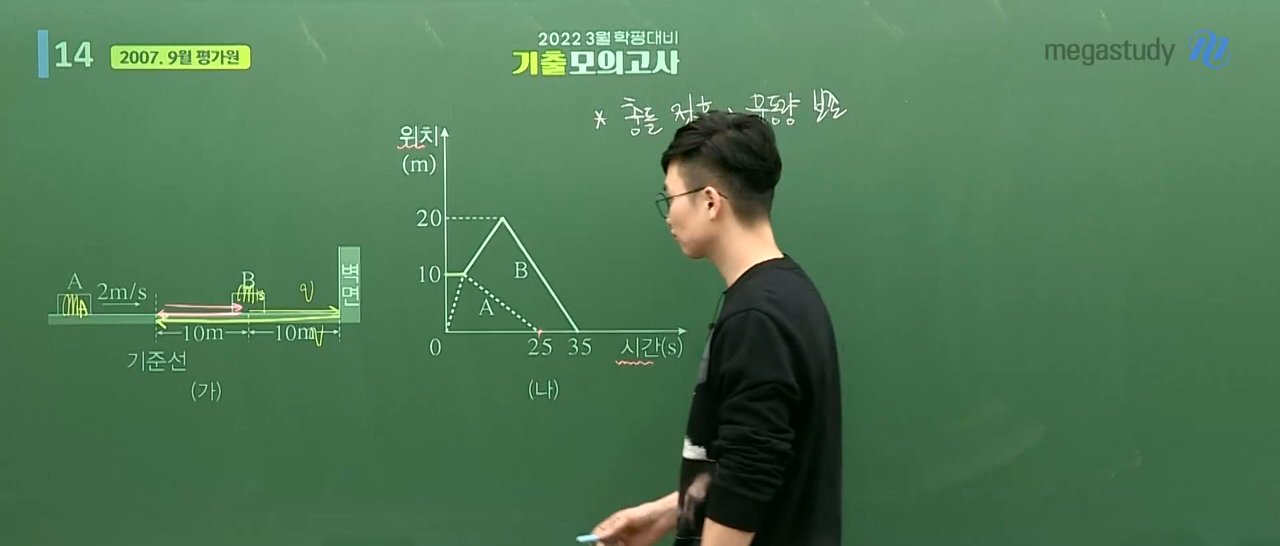 14
2007. 9월 평가원
2022 3월 학평대비
기출모의고사
megastudy
* 충돌 전후, 운동량 보존
위치
(m)
20
10
0
25
35
시간(s)
A
B
(나)
A
2m/s
B
mA
mB
v
벽면
10m
10m
v
기준선
(가)